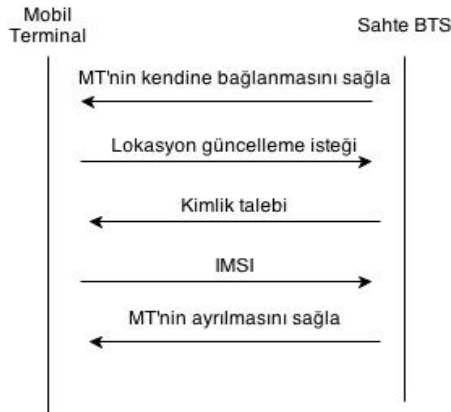 Mobil
Terminal
Sahte BTS
MT'nin kendine bağlanmasını sağla
Lokasyon güncelleme isteği
Kimlik talebi
IMSI
MT'nin ayrılmasını sağla